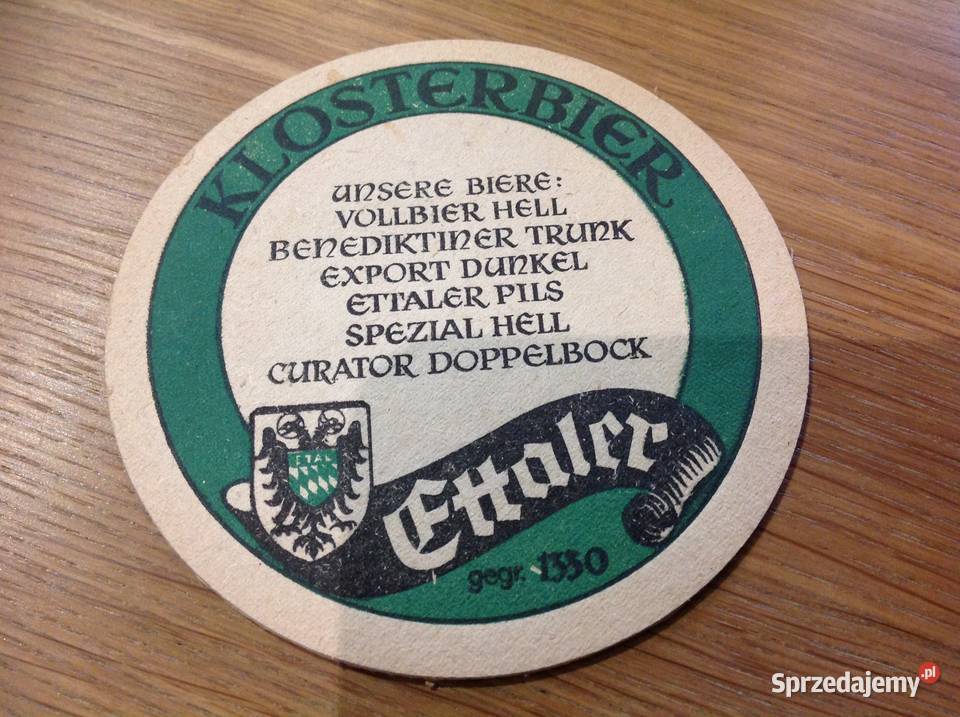 KLOSTERBIER
UNSERE BIERE:
VOLLBIER HELL
BENEDIKTINER TRUNK
EXPORT DUNKEL
ETTALER PILS
SPEZIAL HELL
CURATOR DOPPELBOCK
ETAL
Ettaler
gegr. 1330
Sprzedajemy.pl